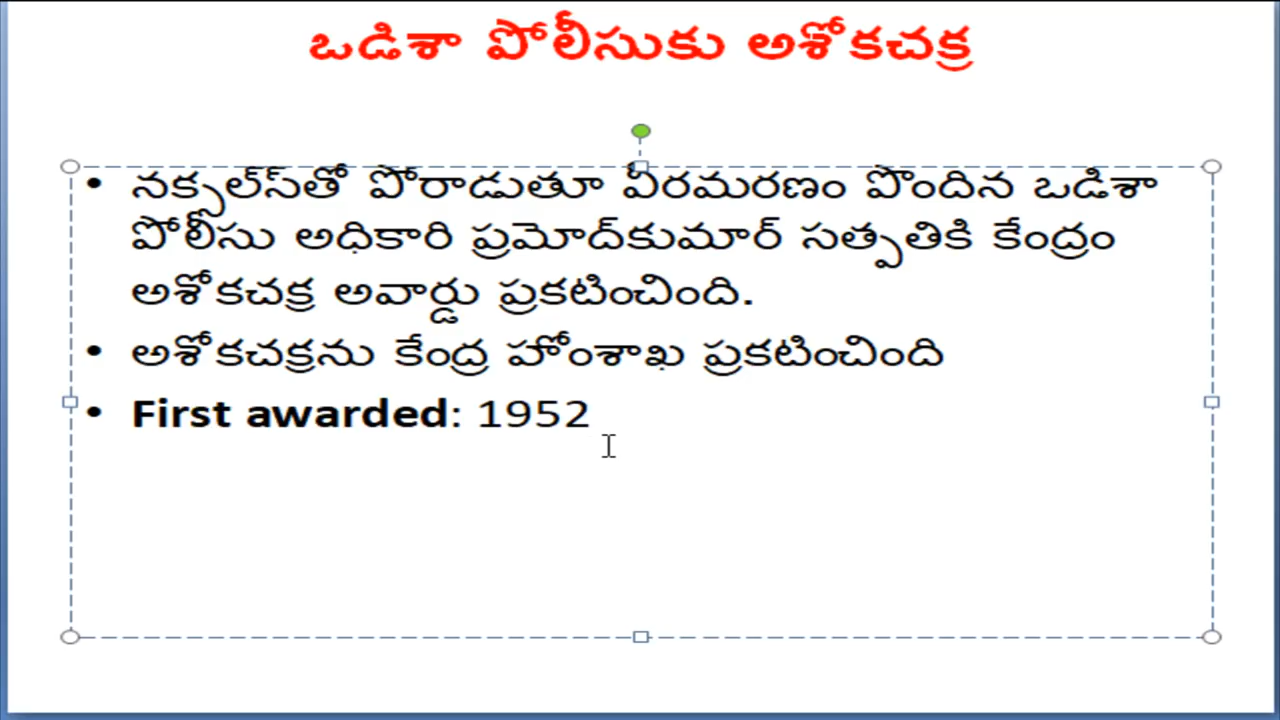 ఒడిశా పోలీసుకు అశోకచక్ర
• నక్సల్స్‌తో పోరాడుతూ వీరమరణం పొందిన ఒడిశా
పోలీసు అధికారి ప్రమోద్‌కుమార్ సత్పతికి కేంద్రం
అశోకచక్ర అవార్డు ప్రకటించింది.
• అశోకచక్రను కేంద్ర హోంశాఖ ప్రకటించింది
• First awarded: 1952